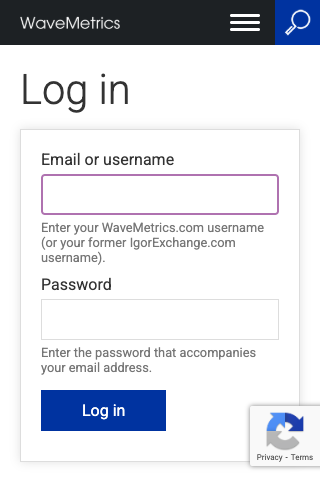 WaveMetrics
Log in
Email or username
Enter your WaveMetrics.com username
(or your former IgorExchange.com
username).
Password
Enter the password that accompanies
your email address.
Log in
Privacy - Terms